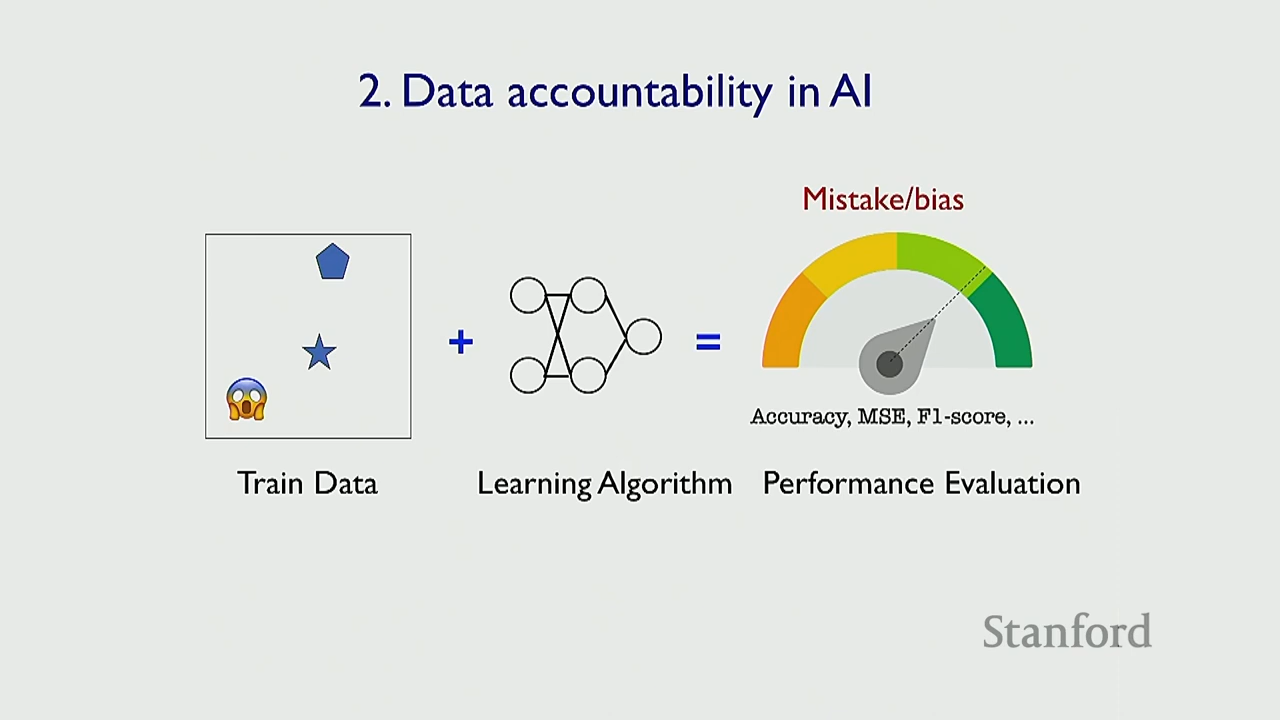 2. Data accountability in AI
Mistake/bias
+
=
Accuracy, MSE, F1-score, ...
Train Data
Learning Algorithm
Performance Evaluation
Stanford